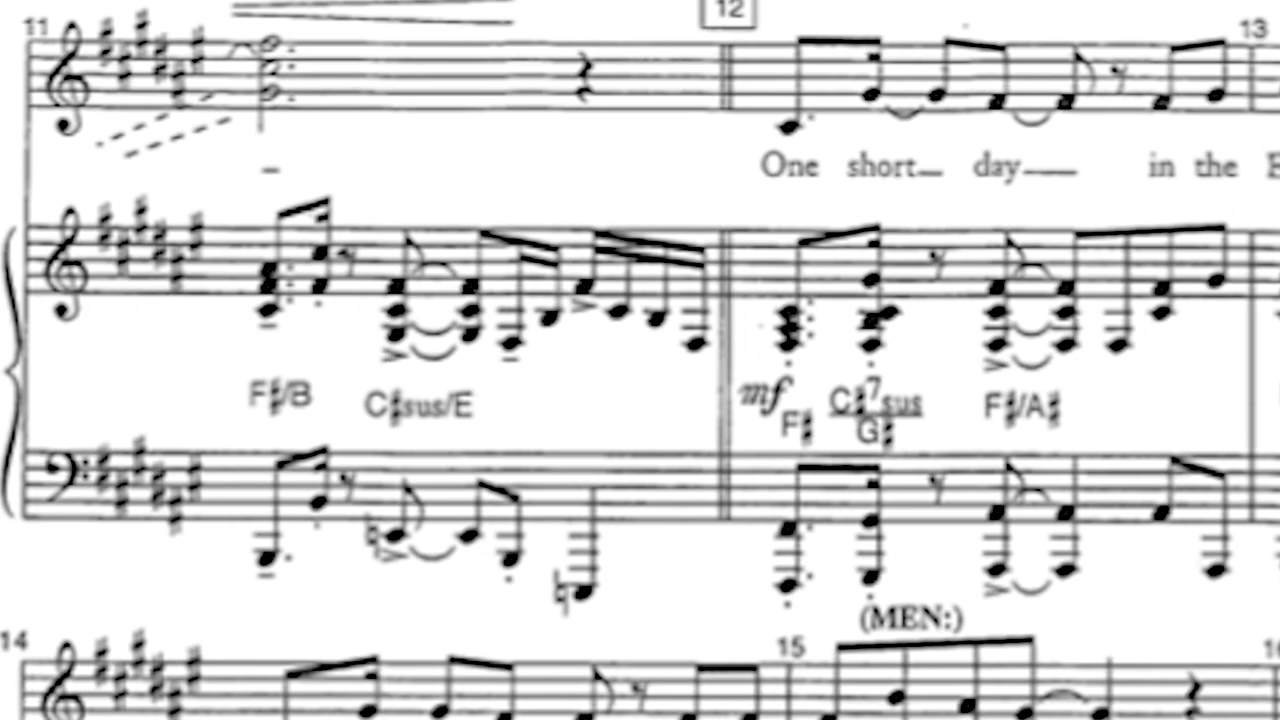 11 12 13
One short day in the
F♯/B C♯sus/E mf F♯ C♯7sus/G♯ F♯/A♯
(MEN:)
14 15